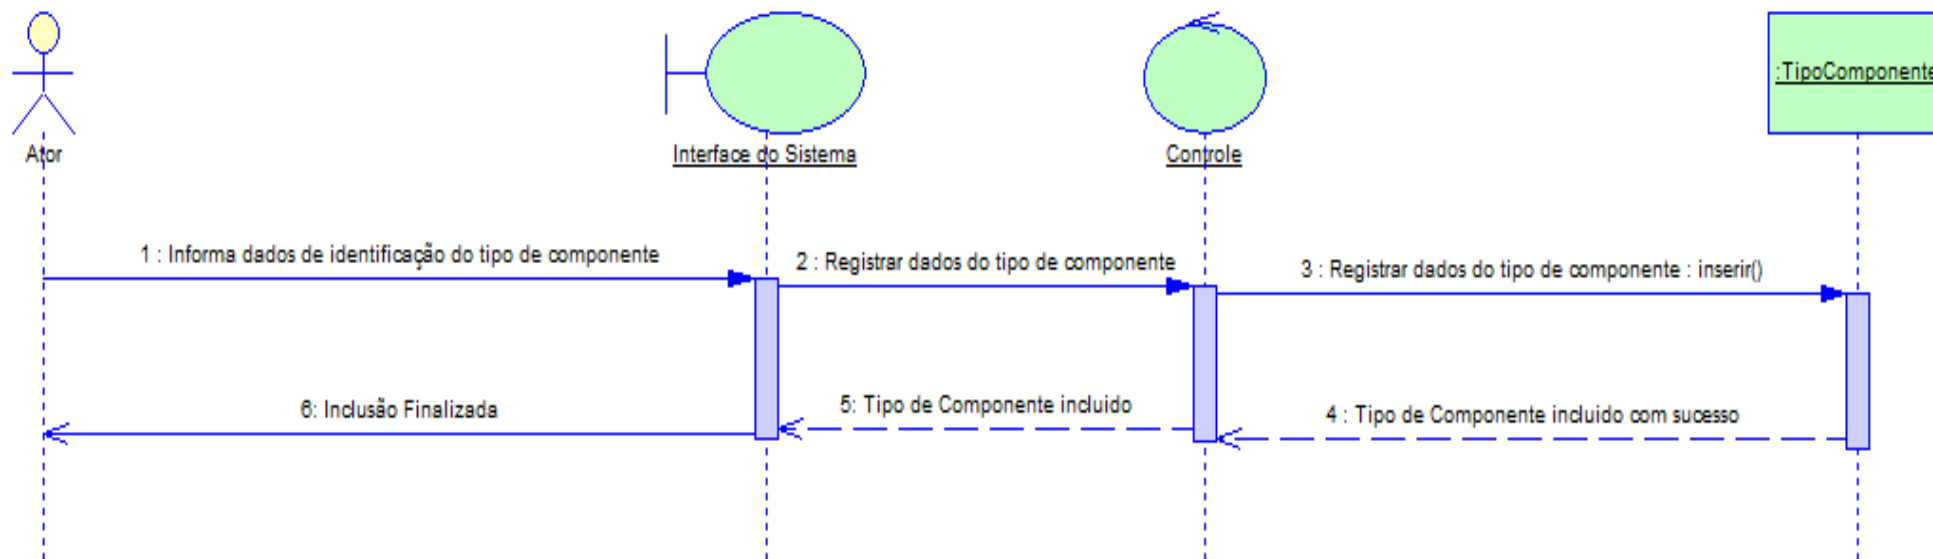 Ator
Interface do Sistema
Controle
:TipoComponente
1 : Informa dados de identificação do tipo de componente
2 : Registrar dados do tipo de componente
3 : Registrar dados do tipo de componente : inserir()
6: Inclusão Finalizada
5: Tipo de Componente incluido
4 : Tipo de Componente incluido com sucesso